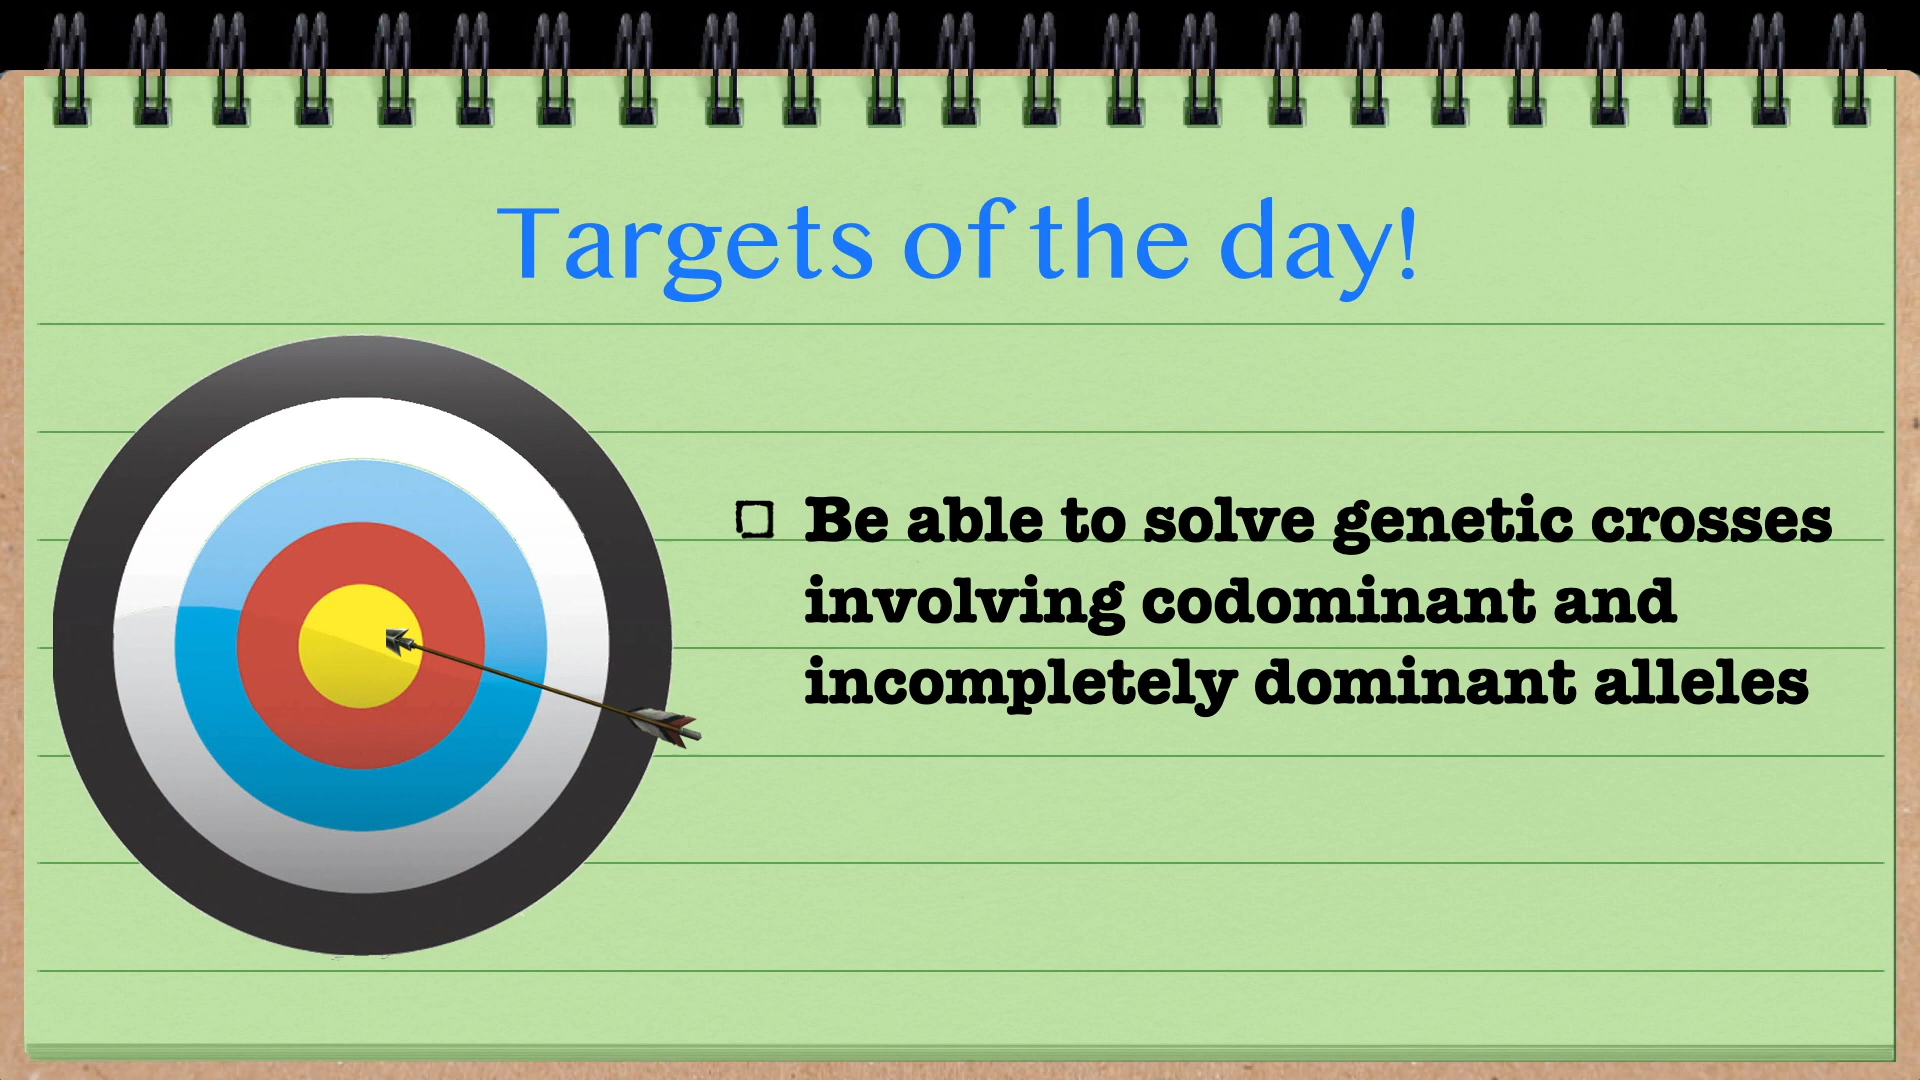 Targets of the day!
Be able to solve genetic crosses
involving codominant and
incompletely dominant alleles